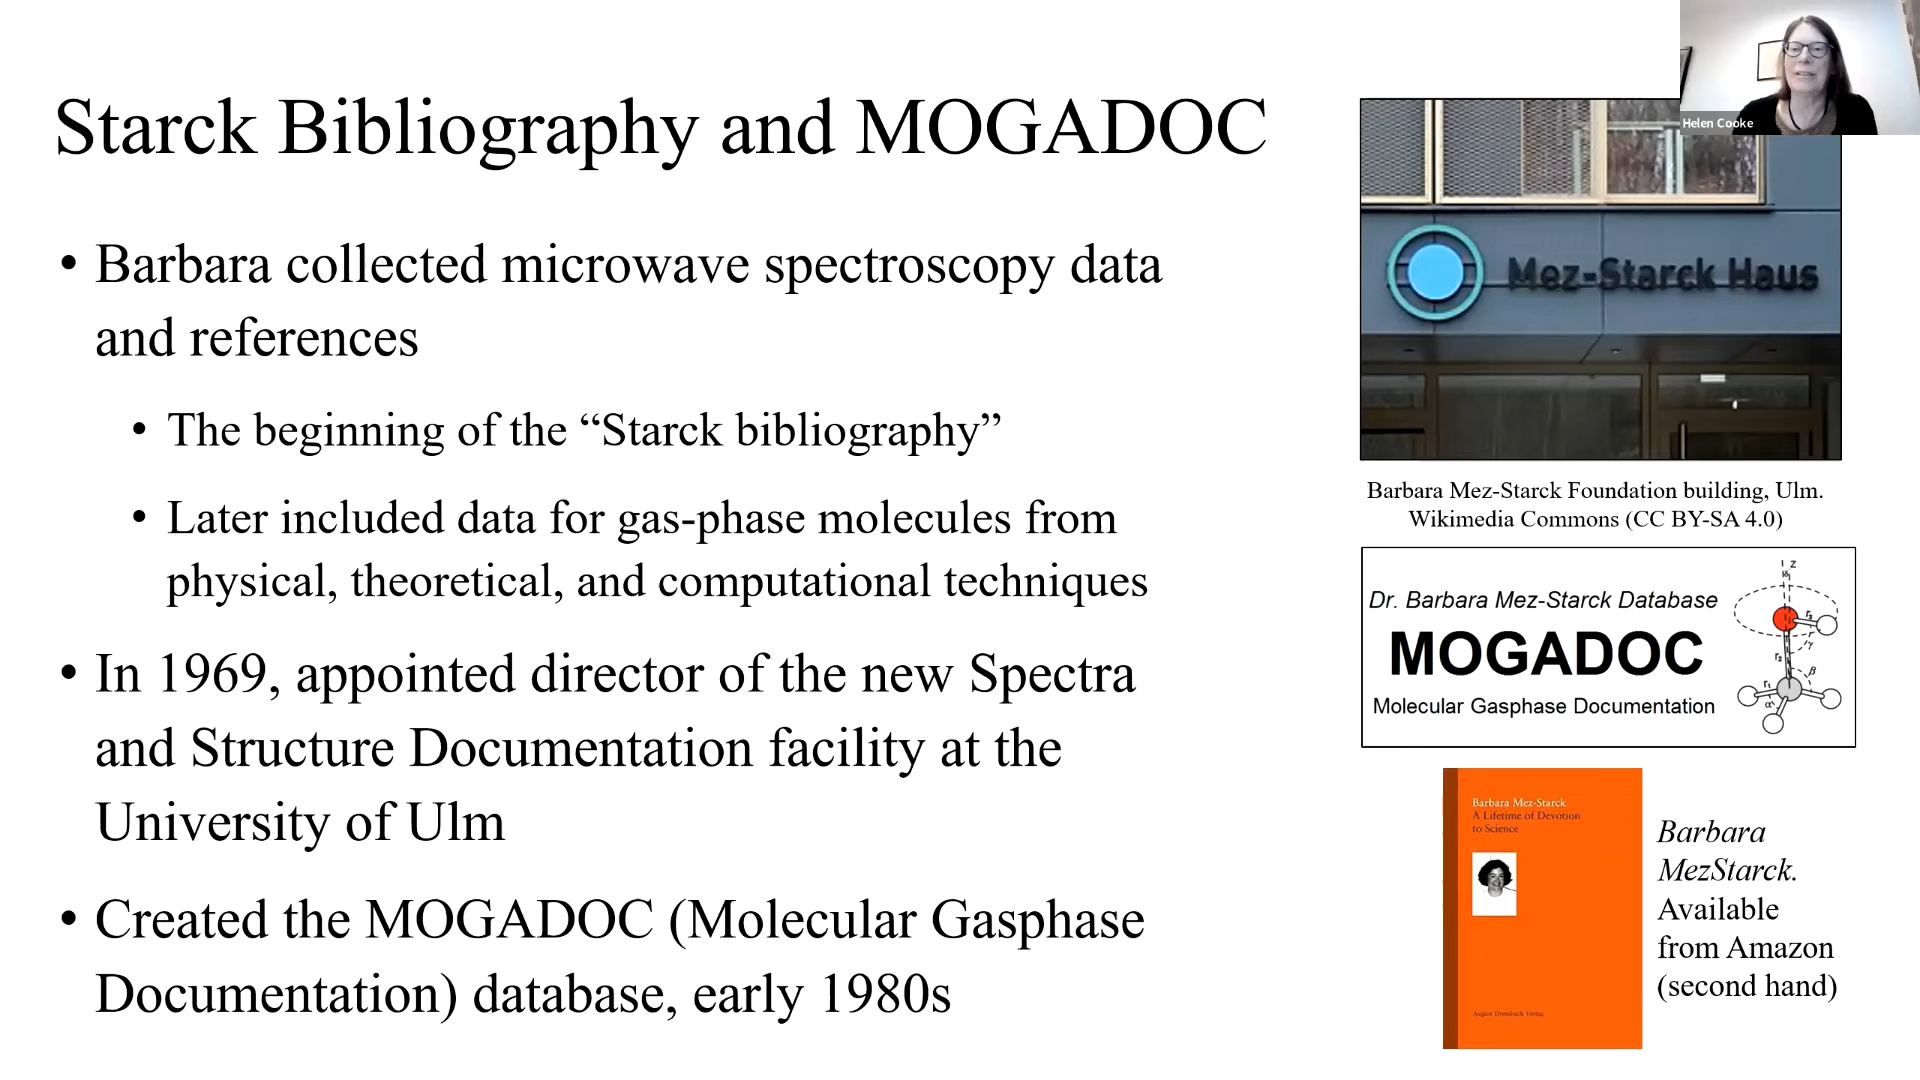 Starck Bibliography and MOGADOC
• Barbara collected microwave spectroscopy data
and references
• The beginning of the “Starck bibliography”
• Later included data for gas-phase molecules from
physical, theoretical, and computational techniques
• In 1969, appointed director of the new Spectra
and Structure Documentation facility at the
University of Ulm
• Created the MOGADOC (Molecular Gasphase
Documentation) database, early 1980s
Helen Cooke
Mez-Starck Haus
Barbara Mez-Starck Foundation building, Ulm.
Wikimedia Commons (CC BY-SA 4.0)
Dr. Barbara Mez-Starck Database
MOGADOC
Molecular Gasphase Documentation
z
r₃
γ
r₂
β
r₁
α
Barbara Mez-Starck
A Lifetime of Devotion
to Science
Barbara
MezStarck.
Available
from Amazon
(second hand)